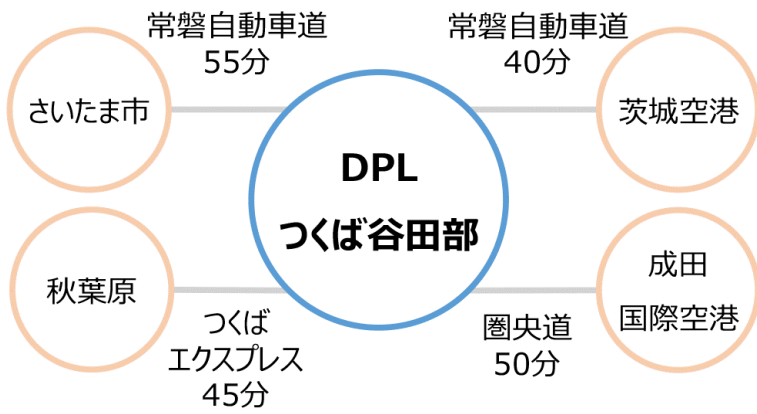 常磐自動車道
55分
常磐自動車道
40分
さいたま市
茨城空港
DPL
つくば谷田部
秋葉原
成田
国際空港
つくば
エクスプレス
45分
圏央道
50分